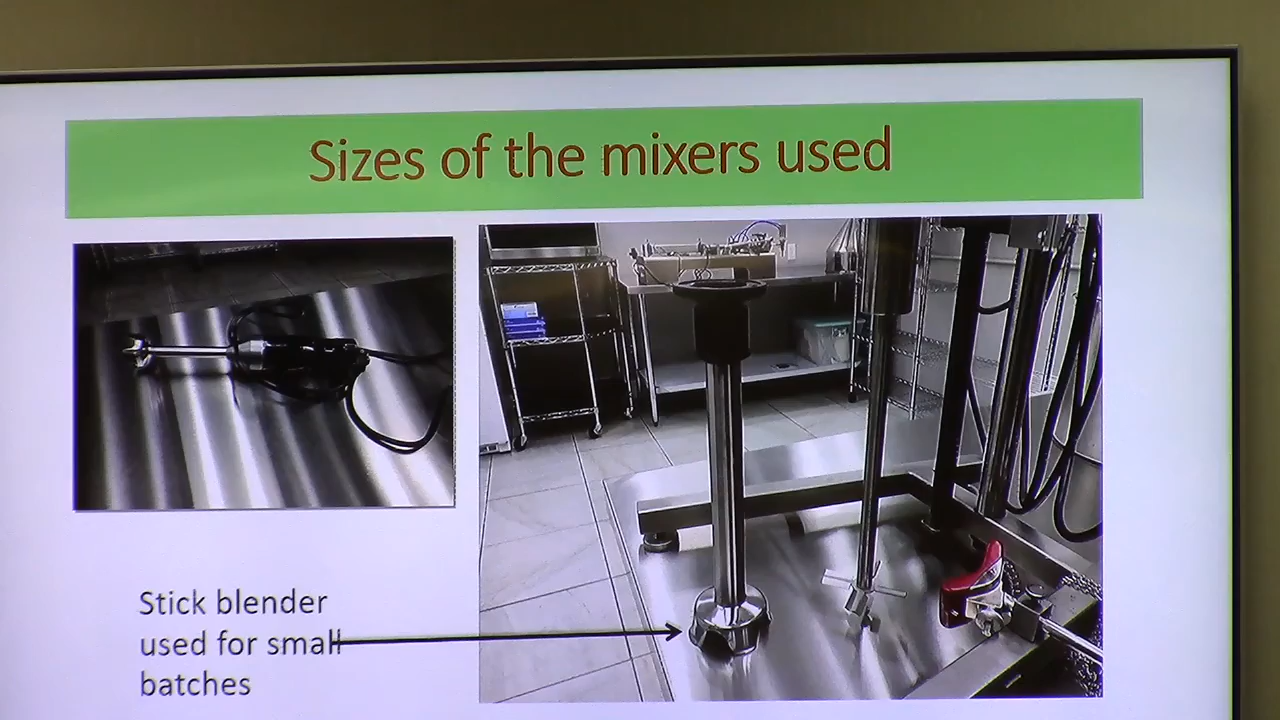 Sizes of the mixers used
Stick blender
used for small
batches